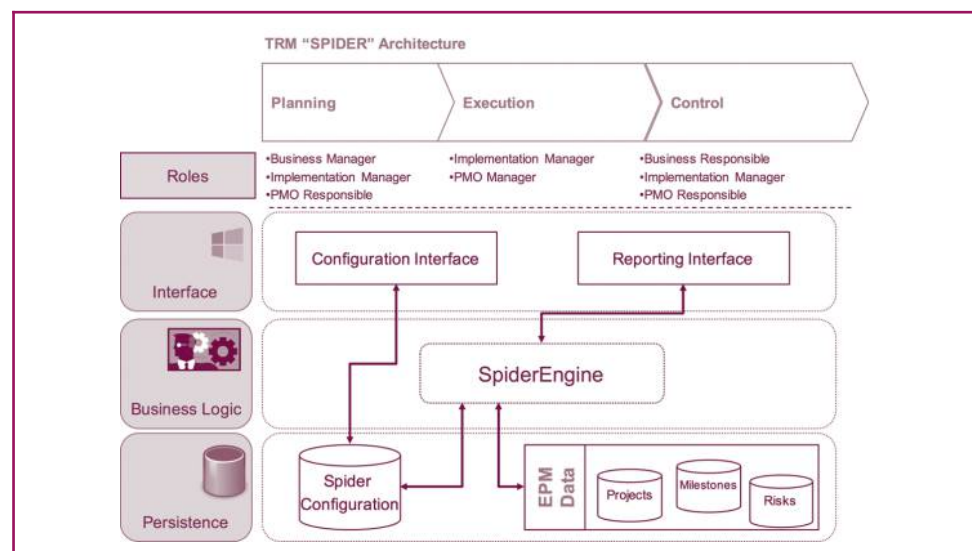 TRM “SPIDER” Architecture
Planning
Execution
Control
Roles
•Business Manager
•Implementation Manager
•PMO Responsible
•Implementation Manager
•PMO Manager
•Business Responsible
•Implementation Manager
•PMO Responsible
Interface
Configuration Interface
Reporting Interface
Business Logic
SpiderEngine
Persistence
Spider
Configuration
EPM
Data
Projects
Milestones
Risks